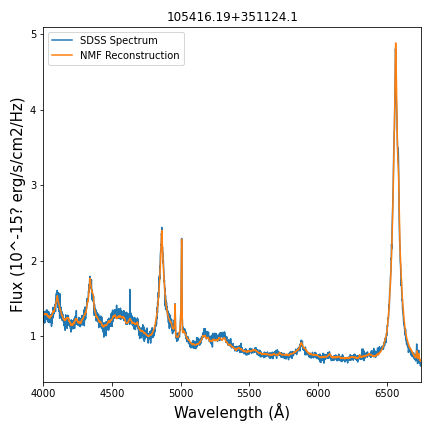 105416.19+351124.1
SDSS Spectrum
NMF Reconstruction
Flux (10^-15? erg/s/cm2/Hz)
5
4
3
2
1
4000 4500 5000 5500 6000 6500
Wavelength (Å)